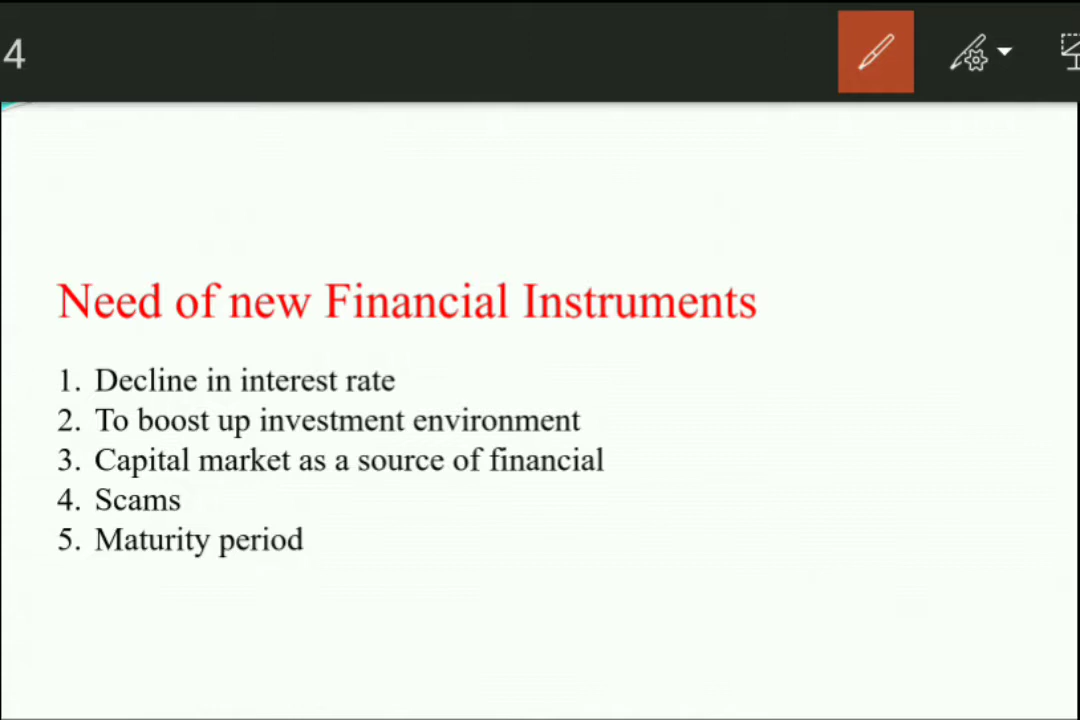 4
Need of new Financial Instruments
1. Decline in interest rate
2. To boost up investment environment
3. Capital market as a source of financial
4. Scams
5. Maturity period